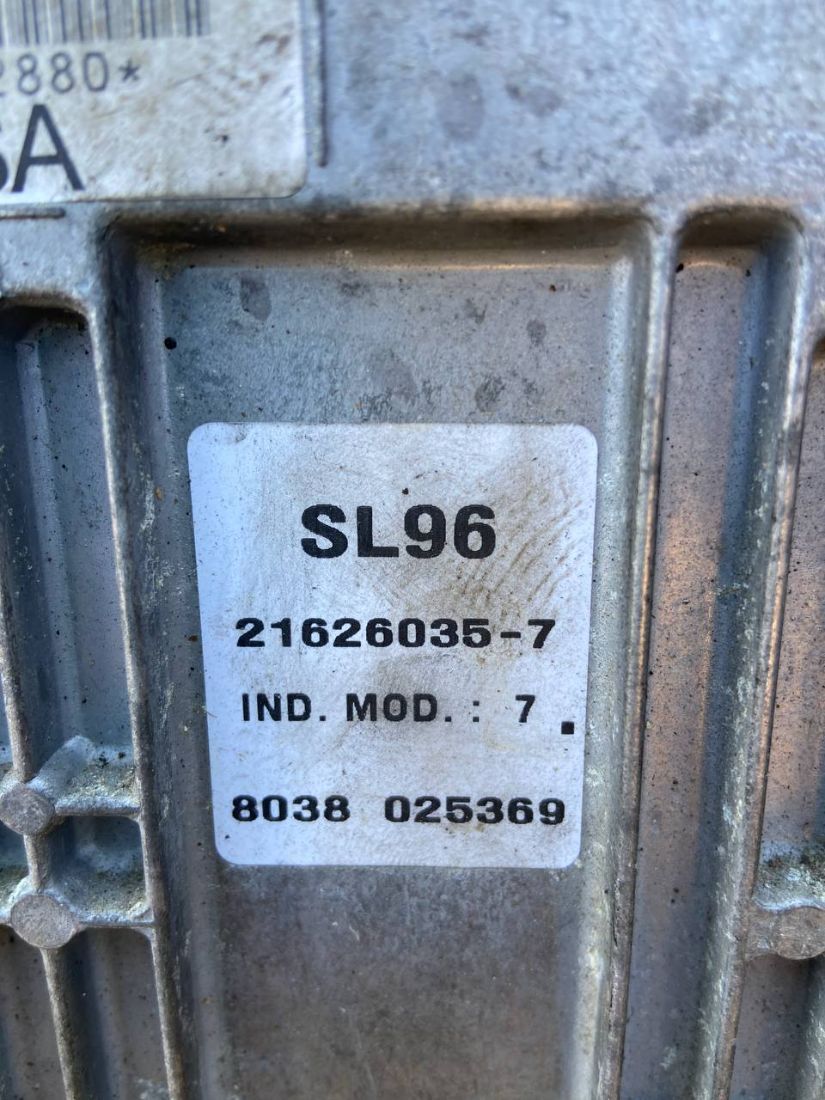 2880*
SA
SL96
21626035-7
IND. MOD. : 7
8038 025369